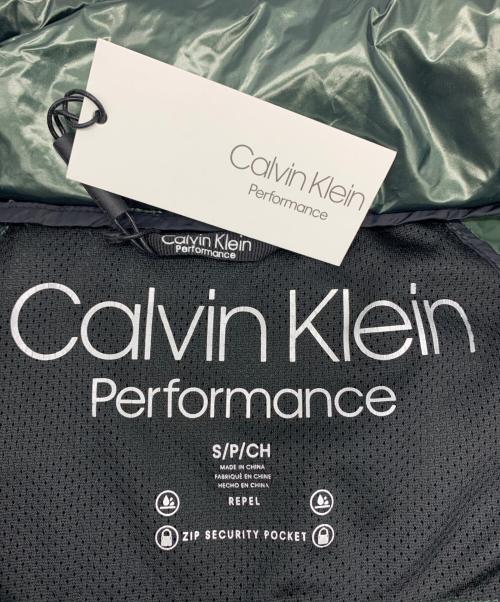 Calvin Klein
Performance
Calvin Klein
Performance
Calvin Klein
Performance
S/P/CH
MADE IN CHINA
FABRIQUÉ EN CHINE
HECHO EN CHINA
REPEL
ZIP SECURITY POCKET